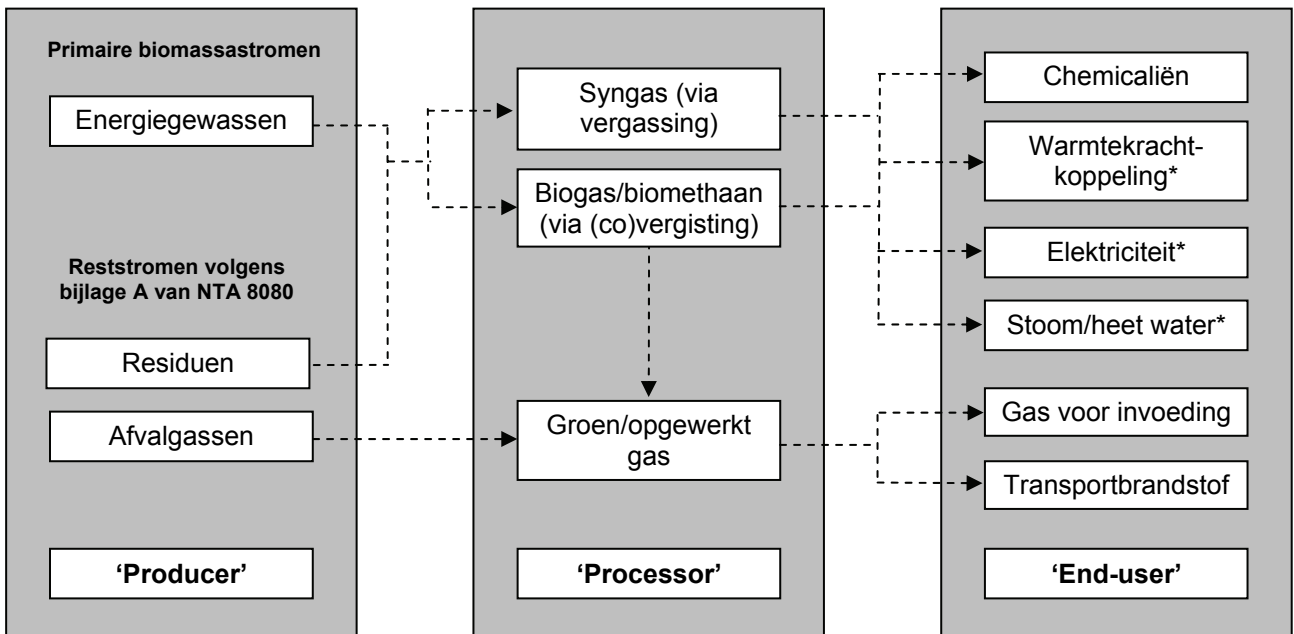 Primaire biomassastromen
Energiegewassen
Reststromen volgens
bijlage A van NTA 8080
Residuen
Afvalgassen
‘Producer’
Syngas (via
vergassing)
Biogas/biomethaan
(via (co)vergisting)
Groen/opgewerkt
gas
‘Processor’
Chemicaliën
Warmtekracht-
koppeling*
Elektriciteit*
Stoom/heet water*
Gas voor invoeding
Transportbrandstof
‘End-user’